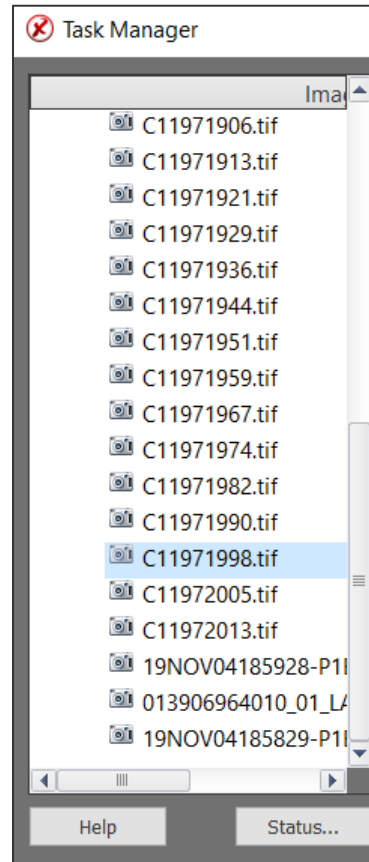 Task Manager
Ima
C11971906.tif
C11971913.tif
C11971921.tif
C11971929.tif
C11971936.tif
C11971944.tif
C11971951.tif
C11971959.tif
C11971967.tif
C11971974.tif
C11971982.tif
C11971990.tif
C11971998.tif
C11972005.tif
C11972013.tif
19NOV04185928-P1
013906964010_01_L
19NOV04185829-P1
Help
Status...